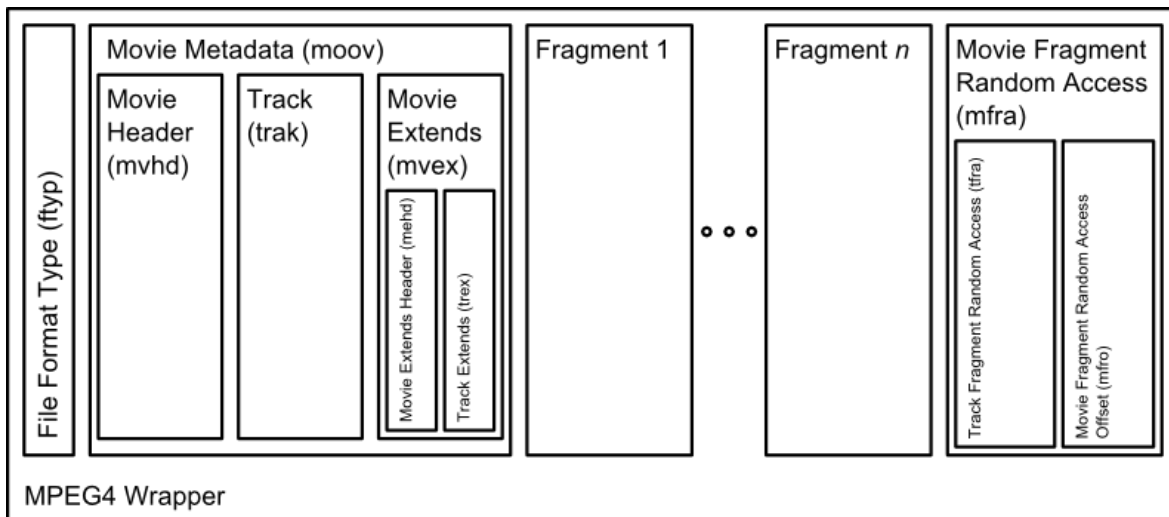 File Format Type (ftyp)
Movie Metadata (moov)
Movie
Header
(mvhd)
Track
(trak)
Movie
Extends
(mvex)
Movie Extends Header (mehd)
Track Extends (trex)
Fragment 1
Fragment n
Movie Fragment
Random Access
(mfra)
Track Fragment Random Access (tfra)
Movie Fragment Random Access
Offset (mfro)
MPEG4 Wrapper